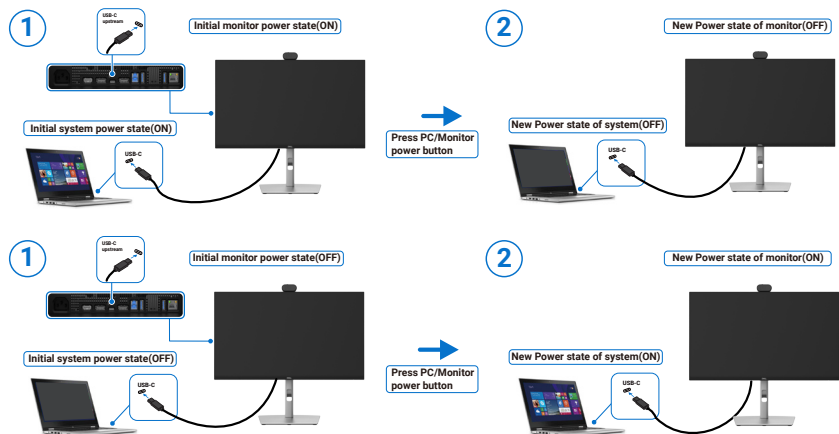 1
USB-C
upstream
Initial monitor power state(ON)
Initial system power state(ON)
USB-C
Press PC/Monitor
power button
2
New Power state of monitor(OFF)
New Power state of system(OFF)
USB-C
1
USB-C
upstream
Initial monitor power state(OFF)
Initial system power state(OFF)
USB-C
Press PC/Monitor
power button
2
New Power state of monitor(ON)
New Power state of system(ON)
USB-C